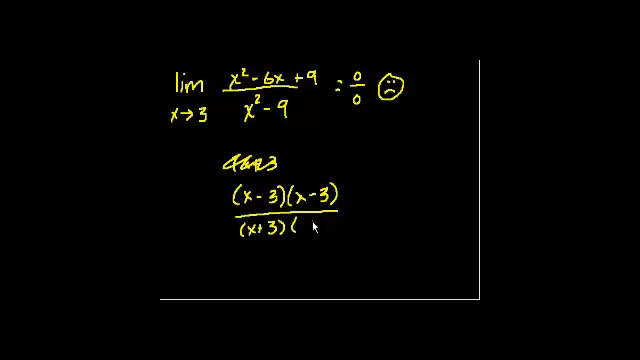 lim x→3 (x² - 6x + 9)/(x² - 9) = 0/0 ☹
(x - 3)(x - 3)
(x + 3)(